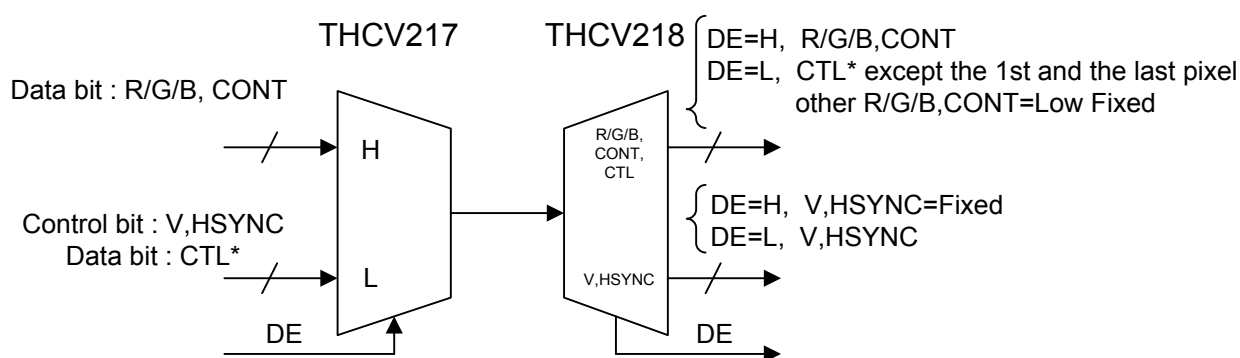 THCV217
THCV218
DE=H, R/G/B,CONT
DE=L, CTL* except the 1st and the last pixel
other R/G/B,CONT=Low Fixed
Data bit : R/G/B, CONT
H
R/G/B,
CONT,
CTL
DE=H, V,HSYNC=Fixed
DE=L, V,HSYNC
Control bit : V,HSYNC
Data bit : CTL*
L
V,HSYNC
DE
DE